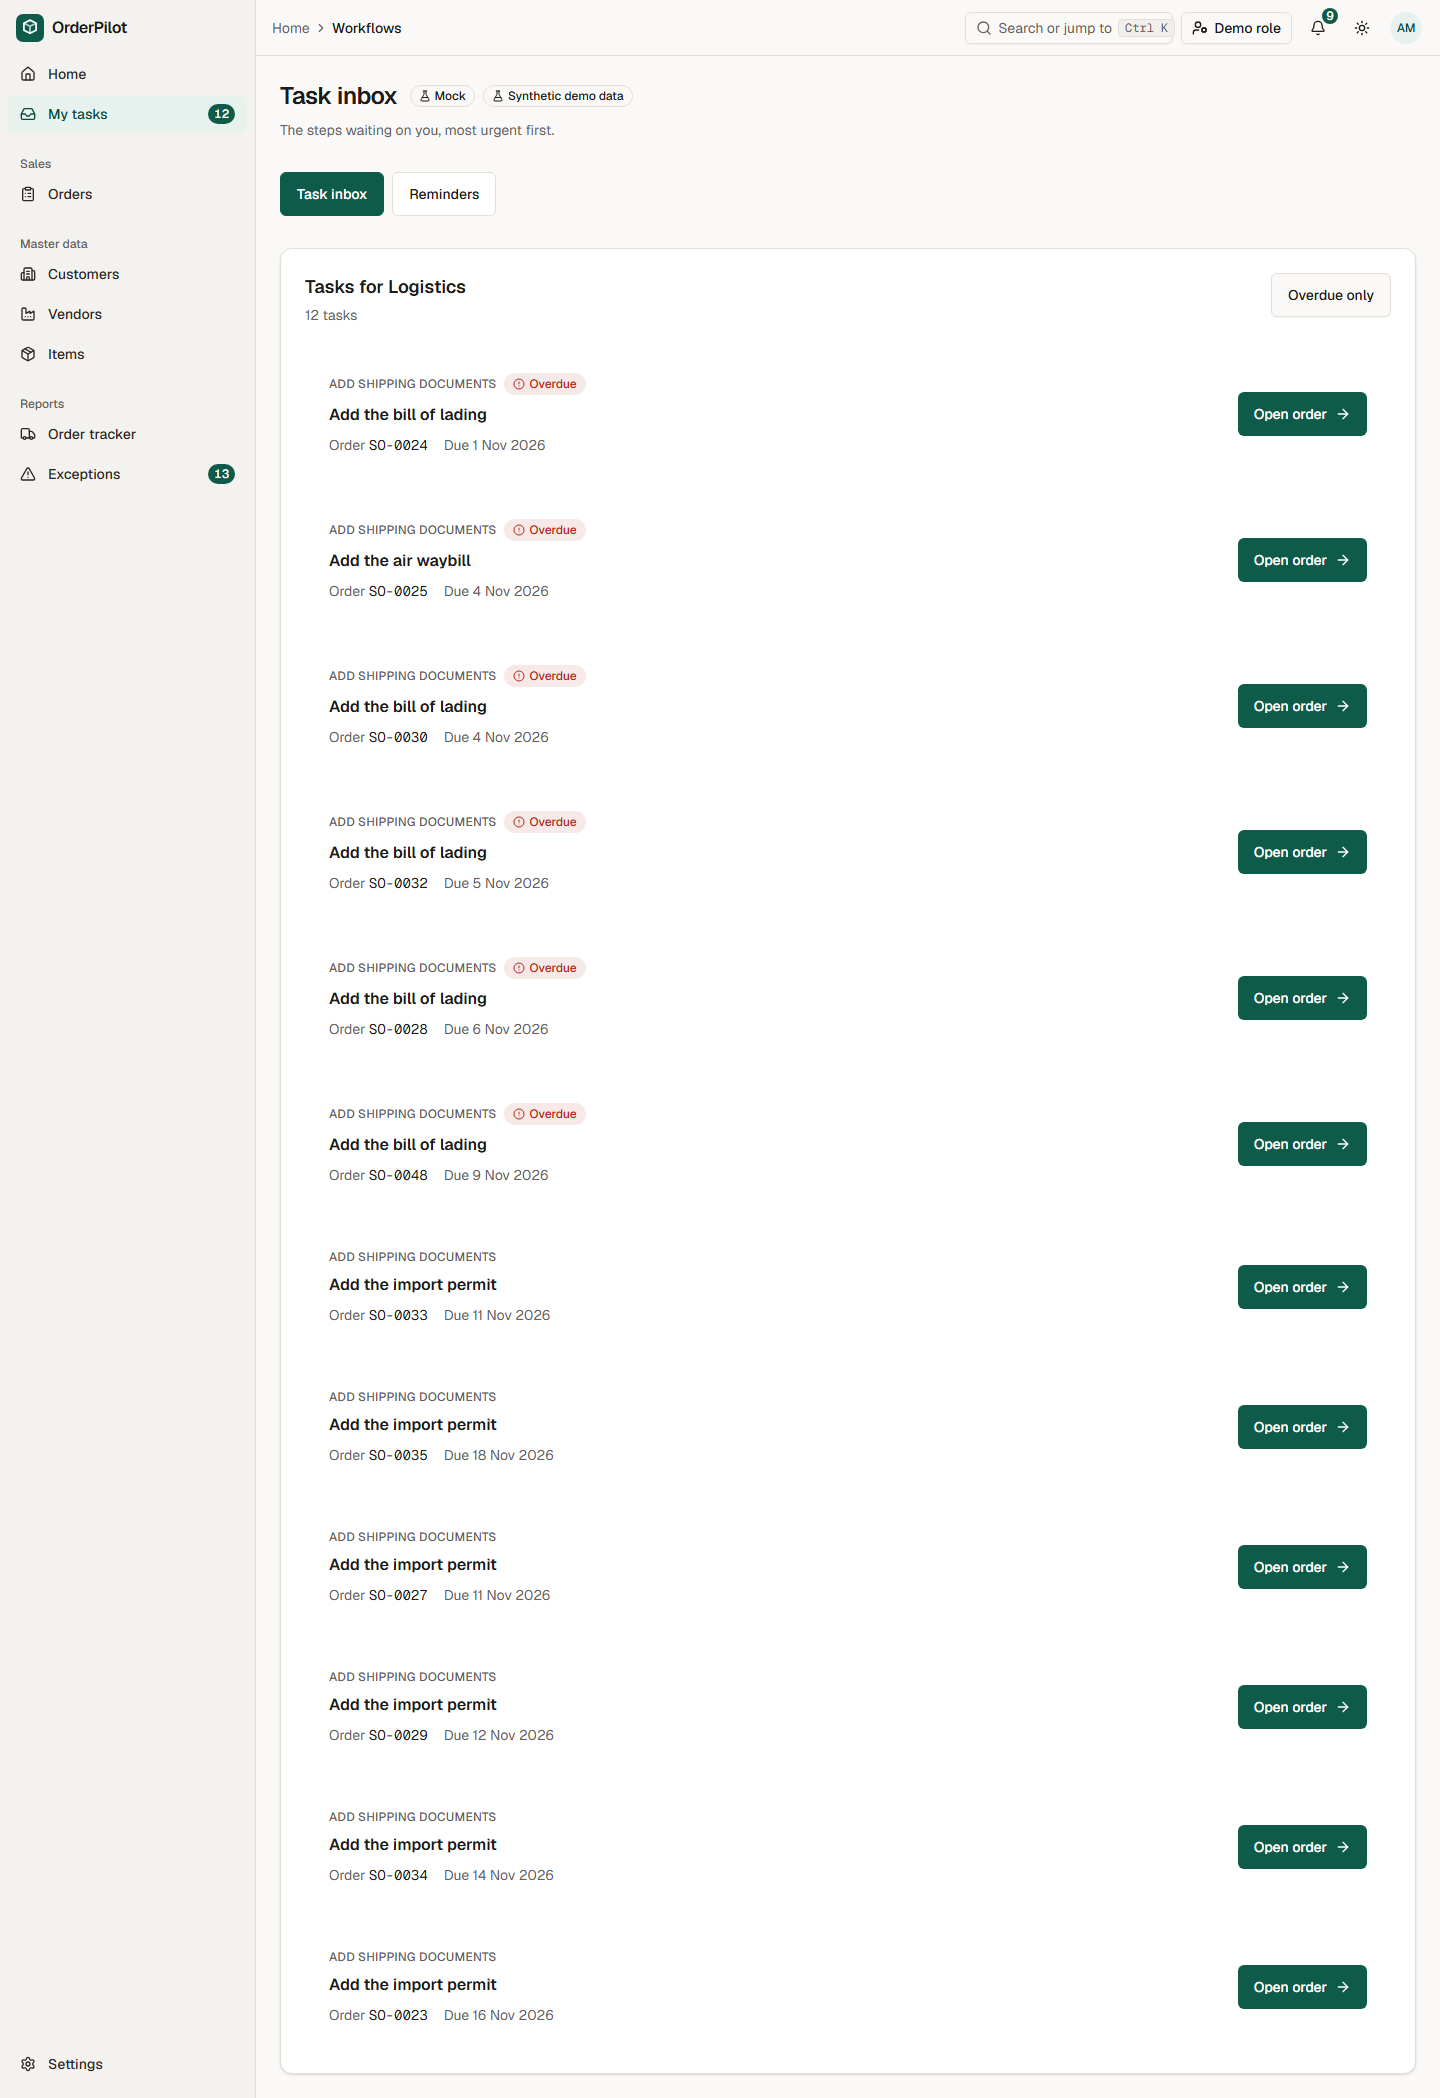 OrderPilot
Home
My tasks 12
Sales
Orders
Master data
Customers
Vendors
Items
Reports
Order tracker
Exceptions 13
Settings
Home > Workflows
Search or jump to Ctrl K
Demo role
9
AM
Task inbox Mock Synthetic demo data
The steps waiting on you, most urgent first.
Task inbox Reminders
Tasks for Logistics
12 tasks
Overdue only
ADD SHIPPING DOCUMENTS Overdue
Add the bill of lading
Order SO-0024 Due 1 Nov 2026
Open order
ADD SHIPPING DOCUMENTS Overdue
Add the air waybill
Order SO-0025 Due 4 Nov 2026
Open order
ADD SHIPPING DOCUMENTS Overdue
Add the bill of lading
Order SO-0030 Due 4 Nov 2026
Open order
ADD SHIPPING DOCUMENTS Overdue
Add the bill of lading
Order SO-0032 Due 5 Nov 2026
Open order
ADD SHIPPING DOCUMENTS Overdue
Add the bill of lading
Order SO-0028 Due 6 Nov 2026
Open order
ADD SHIPPING DOCUMENTS Overdue
Add the bill of lading
Order SO-0048 Due 9 Nov 2026
Open order
ADD SHIPPING DOCUMENTS
Add the import permit
Order SO-0033 Due 11 Nov 2026
Open order
ADD SHIPPING DOCUMENTS
Add the import permit
Order SO-0035 Due 18 Nov 2026
Open order
ADD SHIPPING DOCUMENTS
Add the import permit
Order SO-0027 Due 11 Nov 2026
Open order
ADD SHIPPING DOCUMENTS
Add the import permit
Order SO-0029 Due 12 Nov 2026
Open order
ADD SHIPPING DOCUMENTS
Add the import permit
Order SO-0034 Due 14 Nov 2026
Open order
ADD SHIPPING DOCUMENTS
Add the import permit
Order SO-0023 Due 16 Nov 2026
Open order